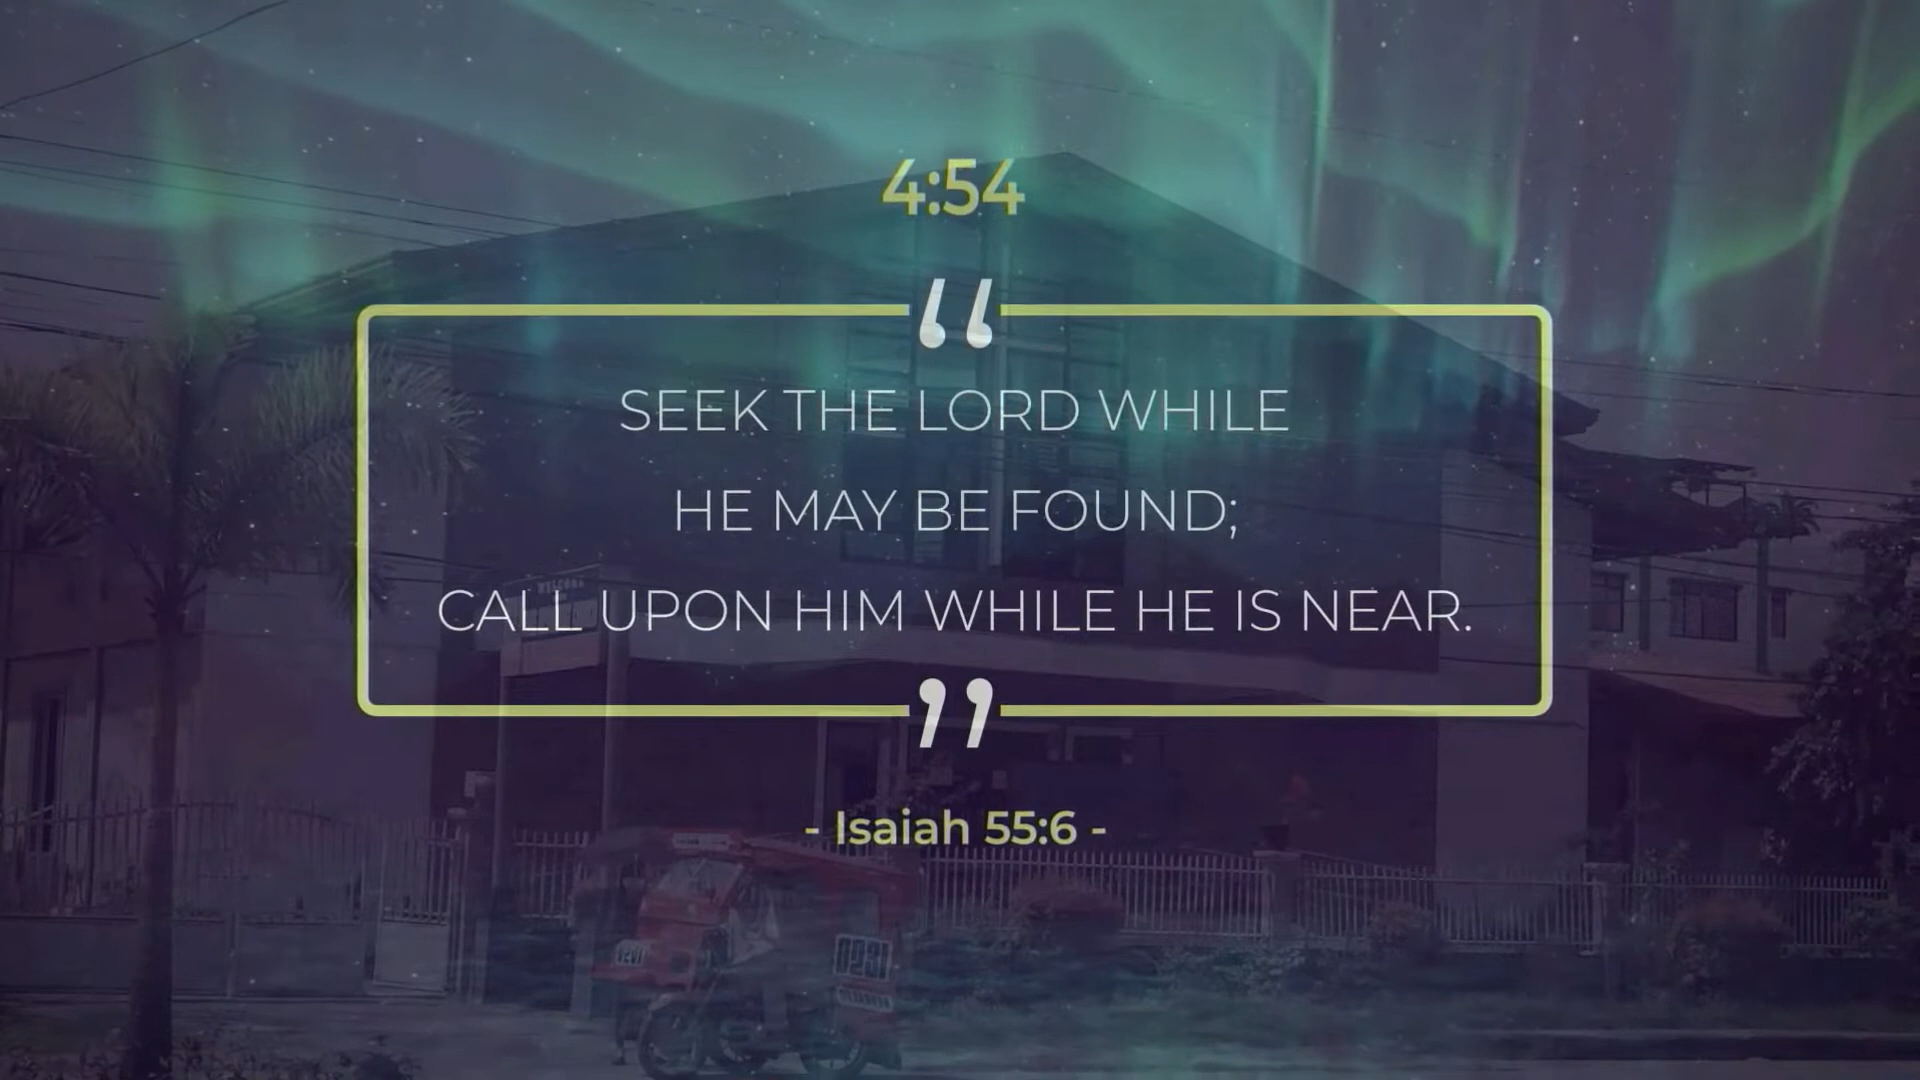 4:54
“
SEEK THE LORD WHILE
HE MAY BE FOUND;
CALL UPON HIM WHILE HE IS NEAR.
”
- Isaiah 55:6 -
WELCOME